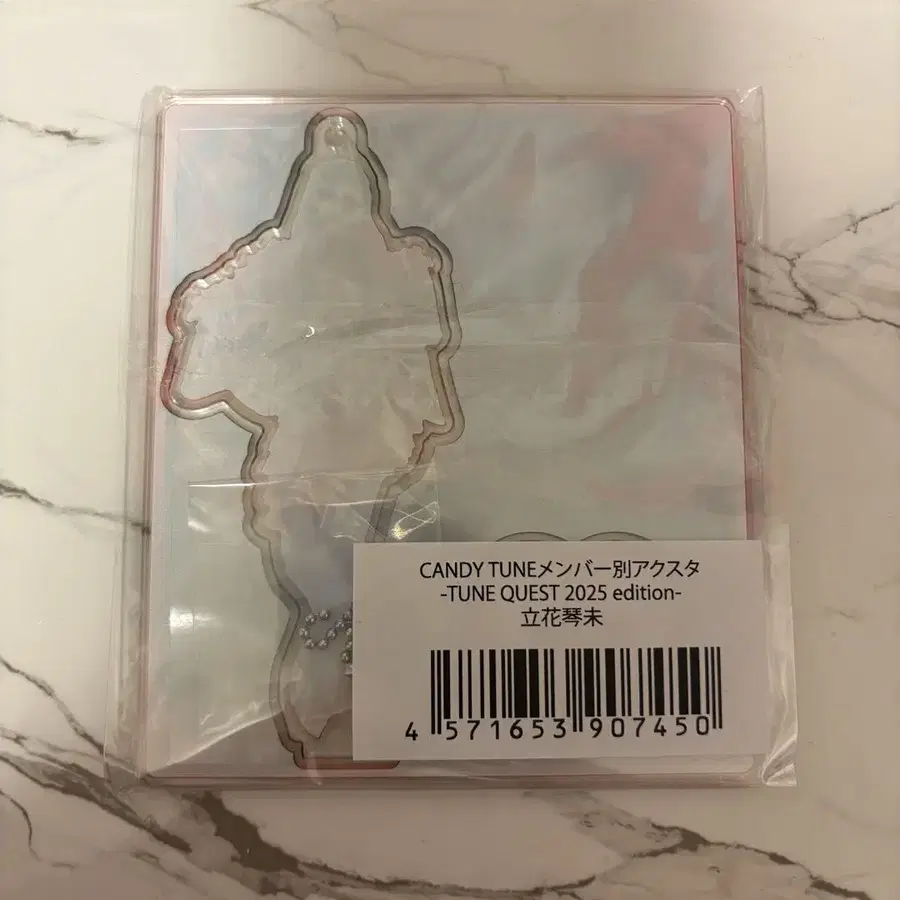 CANDY TUNEメンバー別アクスタ
-TUNE QUEST 2025 edition-
立花琴未
4 571653 907450